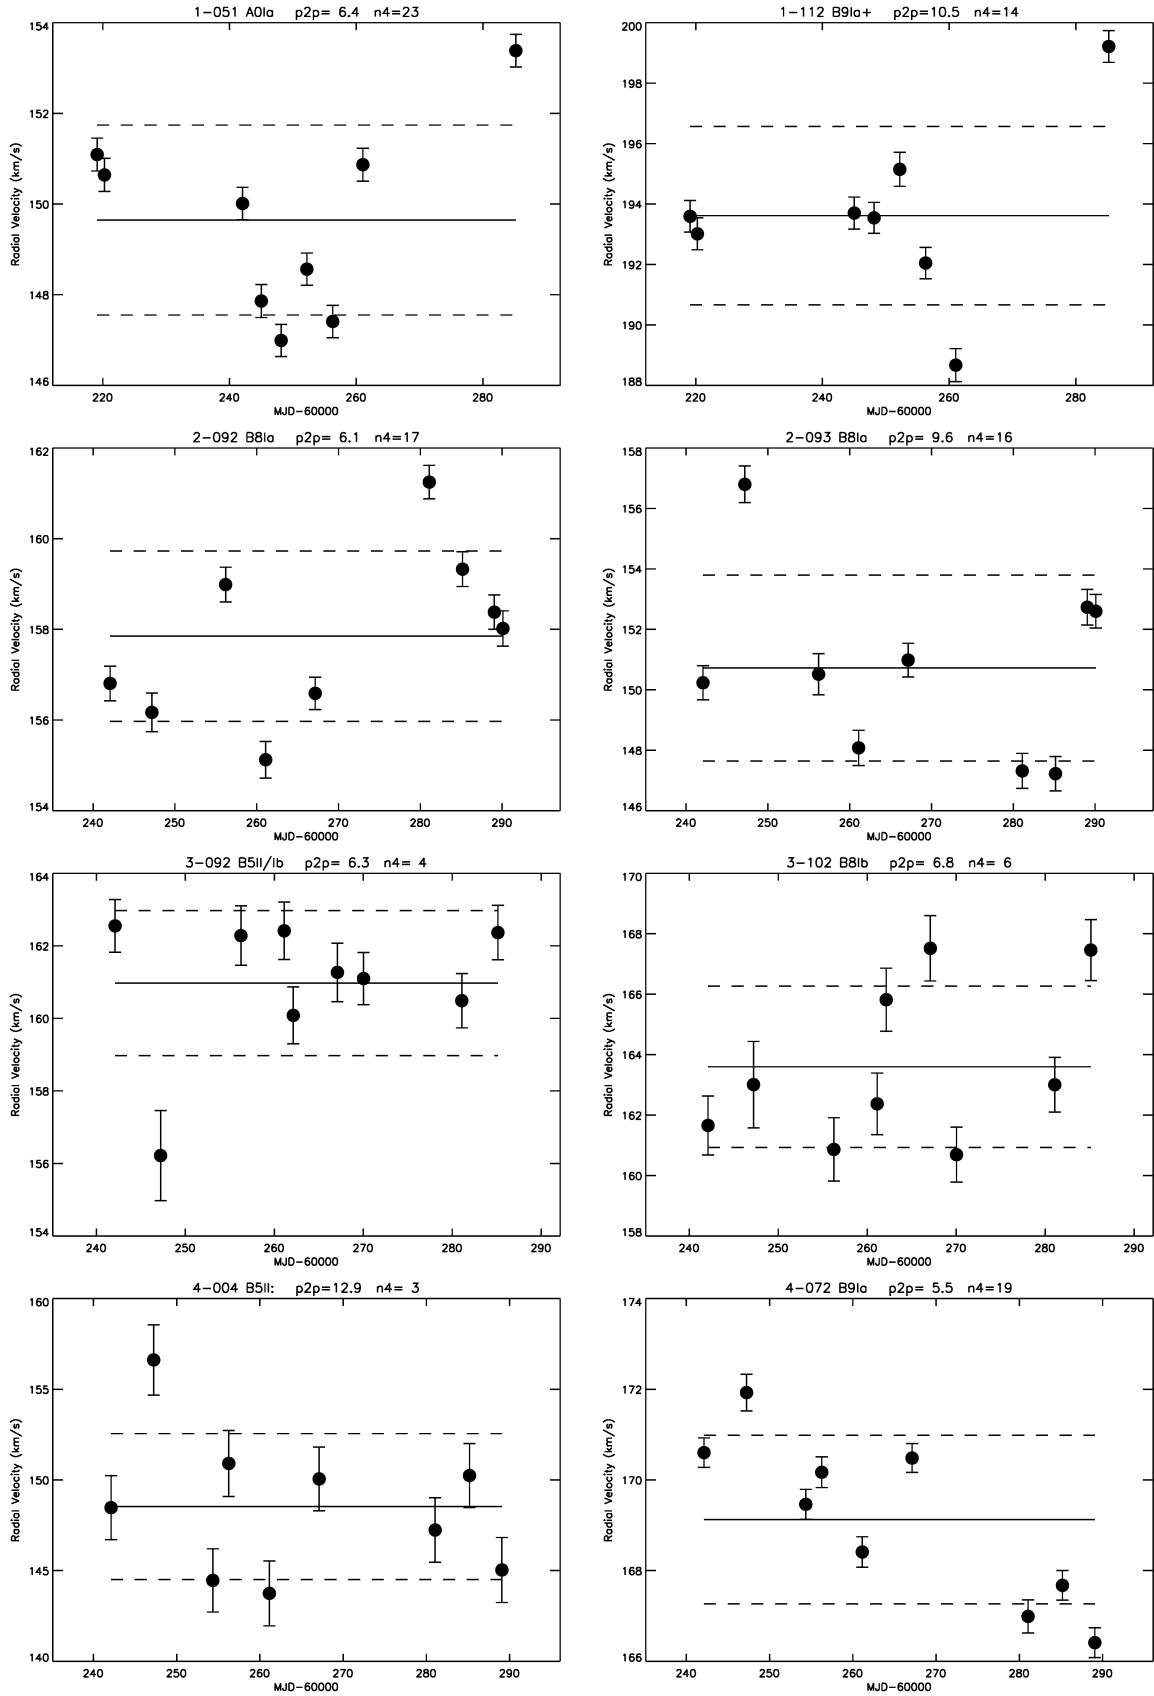 1-051 A0Ia p2p= 6.4 n4=23
154
152
150
148
146
Radial Velocity (km/s)
220 240 260 280
MJD-60000
1-112 B9Ia+ p2p=10.5 n4=14
200
198
196
194
192
190
188
Radial Velocity (km/s)
220 240 260 280
MJD-60000
2-092 B8Ia p2p= 6.1 n4=17
162
160
158
156
154
Radial Velocity (km/s)
240 250 260 270 280 290
MJD-60000
2-093 B8Ia p2p= 9.6 n4=16
158
156
154
152
150
148
146
Radial Velocity (km/s)
240 250 260 270 280 290
MJD-60000
3-092 B5II/Ib p2p= 6.3 n4= 4
164
162
160
158
156
154
Radial Velocity (km/s)
240 250 260 270 280 290
MJD-60000
3-102 B8Ib p2p= 6.8 n4= 6
170
168
166
164
162
160
158
Radial Velocity (km/s)
240 250 260 270 280 290
MJD-60000
4-004 B5II: p2p=12.9 n4= 3
160
155
150
145
140
Radial Velocity (km/s)
240 250 260 270 280 290
MJD-60000
4-072 B9Ia p2p= 5.5 n4=19
174
172
170
168
166
Radial Velocity (km/s)
240 250 260 270 280 290
MJD-60000